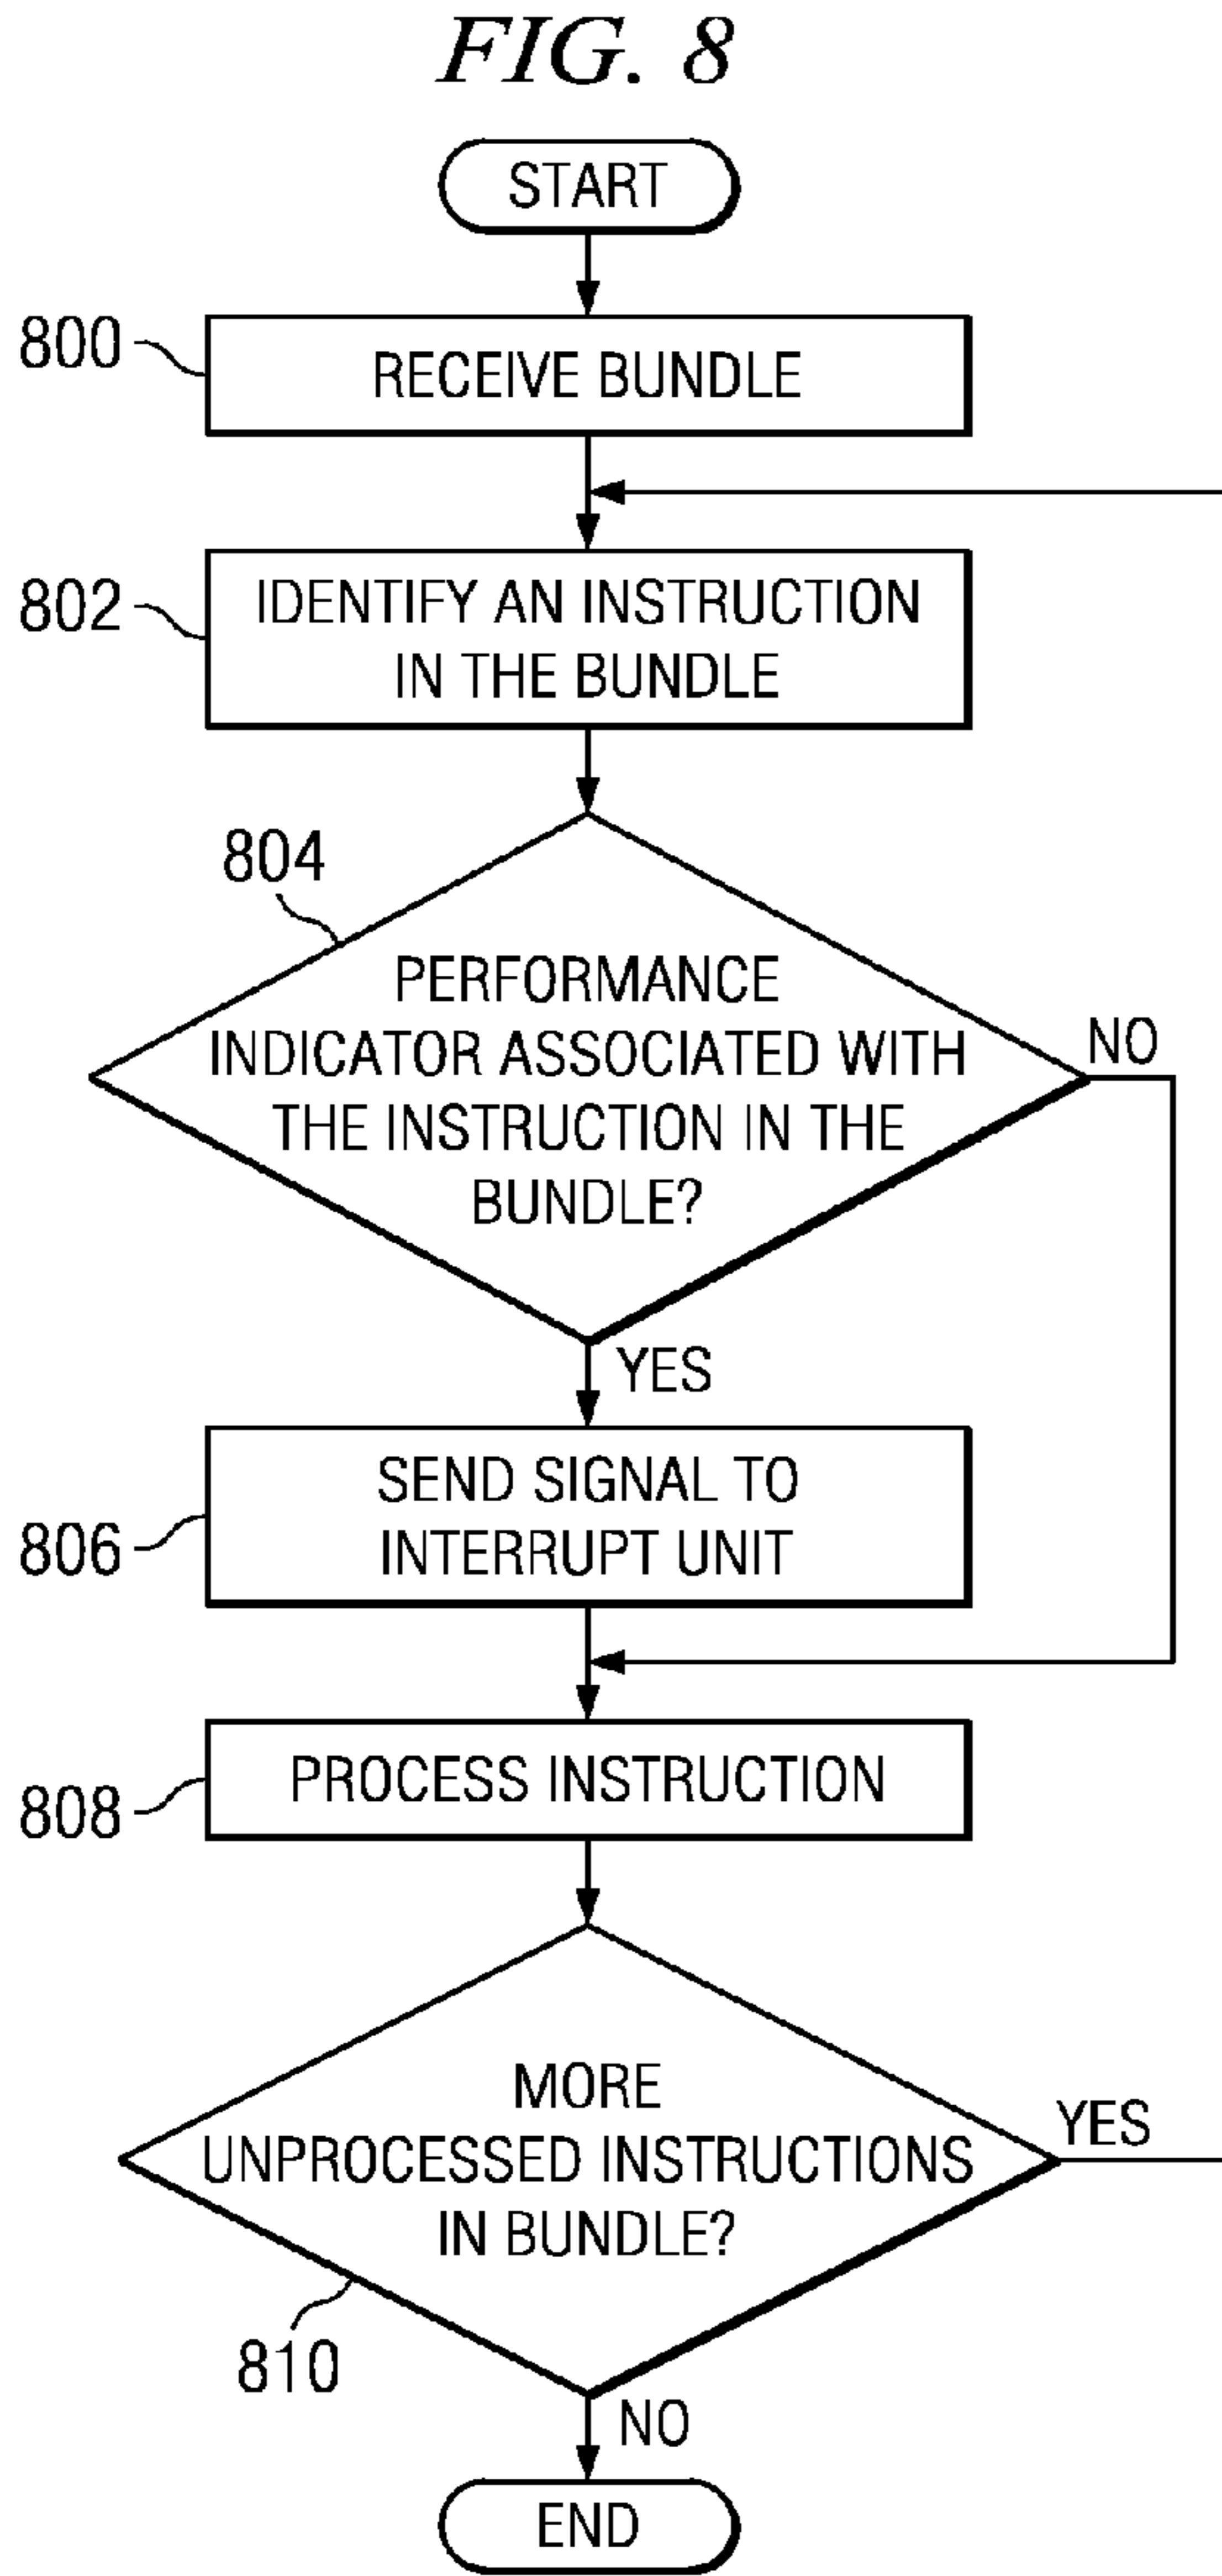 FIG. 8
START
800
RECEIVE BUNDLE
802
IDENTIFY AN INSTRUCTION
IN THE BUNDLE
804
PERFORMANCE
INDICATOR ASSOCIATED WITH
THE INSTRUCTION IN THE
BUNDLE?
NO
YES
806
SEND SIGNAL TO
INTERRUPT UNIT
808
PROCESS INSTRUCTION
MORE
UNPROCESSED INSTRUCTIONS
IN BUNDLE?
YES
810
NO
END